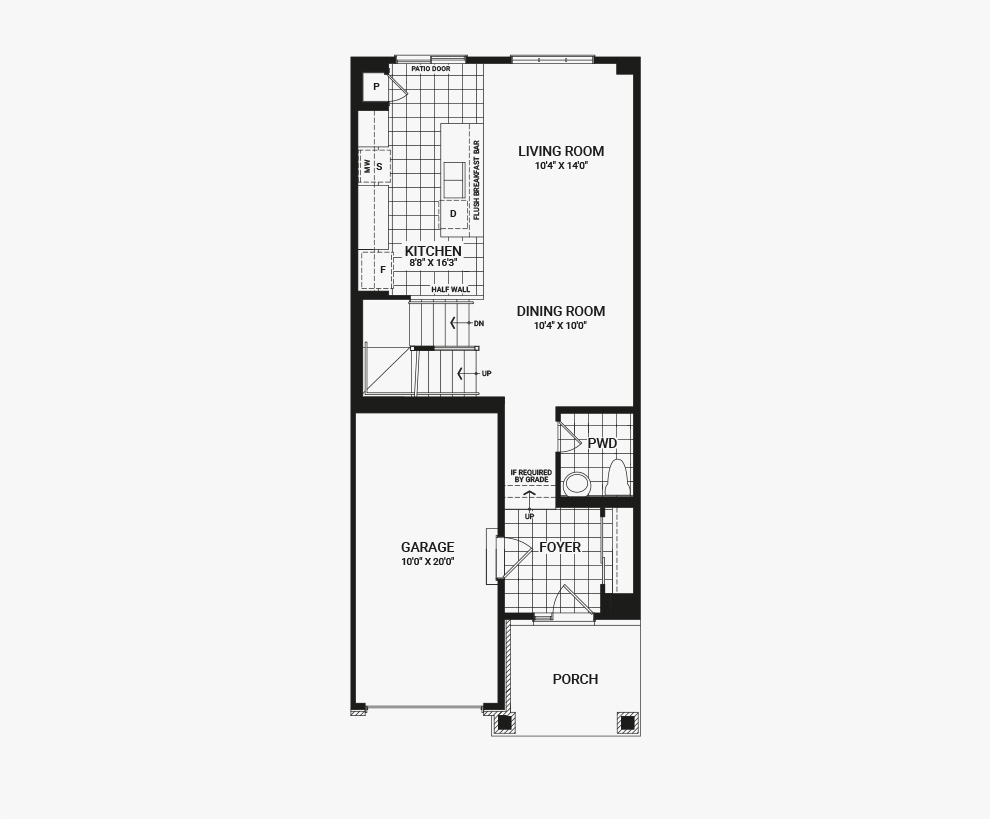 PATIO DOOR
P
LIVING ROOM
10'4" X 14'0"
MW
S
FLUSH BREAKFAST BAR
D
KITCHEN
8'8" X 16'3"
F
HALF WALL
DINING ROOM
10'4" X 10'0"
DN
UP
PWD
IF REQUIRED
BY GRADE
UP
GARAGE
10'0" X 20'0"
FOYER
PORCH